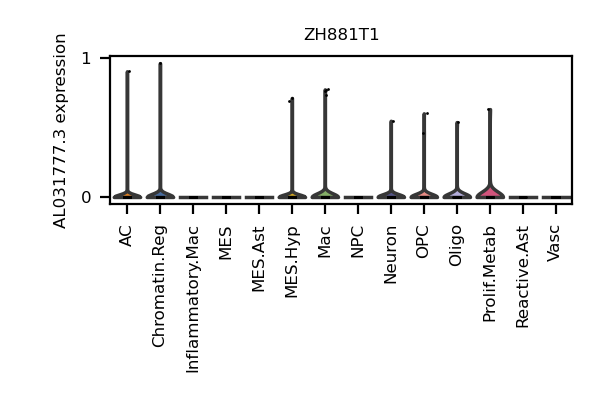 ZH881T1
AL031777.3 expression
1
0
AC
Chromatin.Reg
Inflammatory.Mac
MES
MES.Ast
MES.Hyp
Mac
NPC
Neuron
OPC
Oligo
Prolif.Metab
Reactive.Ast
Vasc